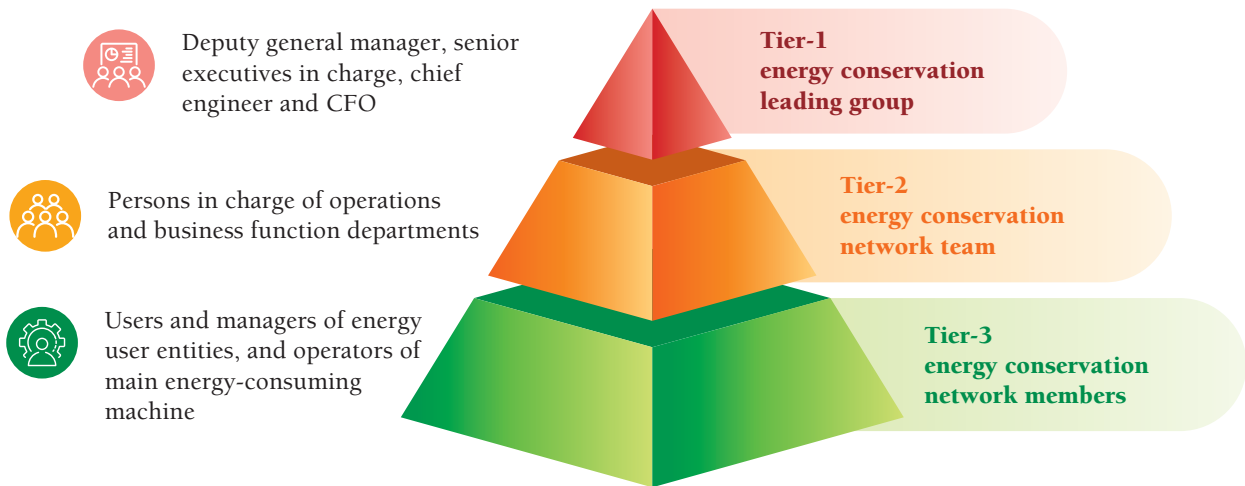 Deputy general manager, senior
executives in charge, chief
engineer and CFO
Tier-1
energy conservation
leading group
Persons in charge of operations
and business function departments
Tier-2
energy conservation
network team
Users and managers of energy
user entities, and operators of
main energy-consuming
machine
Tier-3
energy conservation
network members